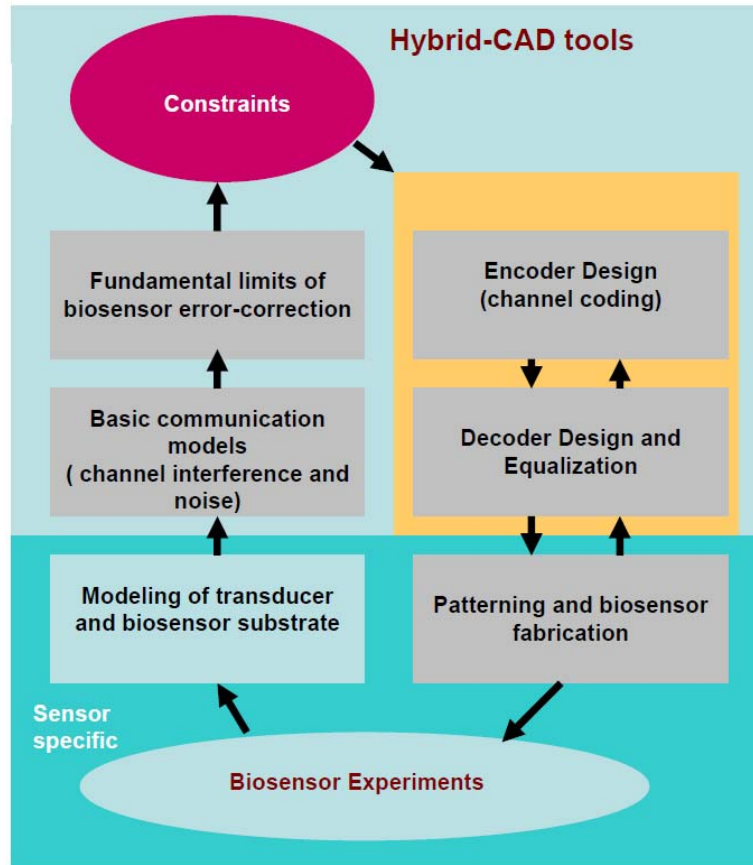 Hybrid-CAD tools
Constraints
Fundamental limits of
biosensor error-correction
Encoder Design
(channel coding)
Basic communication
models
( channel interference and
noise)
Decoder Design and
Equalization
Modeling of transducer
and biosensor substrate
Patterning and biosensor
fabrication
Sensor
specific
Biosensor Experiments